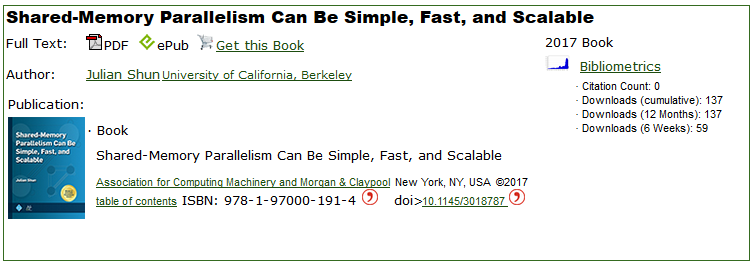 Shared-Memory Parallelism Can Be Simple, Fast, and Scalable
Full Text: PDF ePub Get this Book
2017 Book
Bibliometrics
· Citation Count: 0
· Downloads (cumulative): 137
· Downloads (12 Months): 137
· Downloads (6 Weeks): 59
Author: Julian Shun University of California, Berkeley
Publication:
Shared-Memory
Parallelism Can Be
Simple, Fast, and
Scalable
Julian Shun
· Book
Shared-Memory Parallelism Can Be Simple, Fast, and Scalable
Association for Computing Machinery and Morgan & Claypool New York, NY, USA ©2017
table of contents ISBN: 978-1-97000-191-4 doi>10.1145/3018787